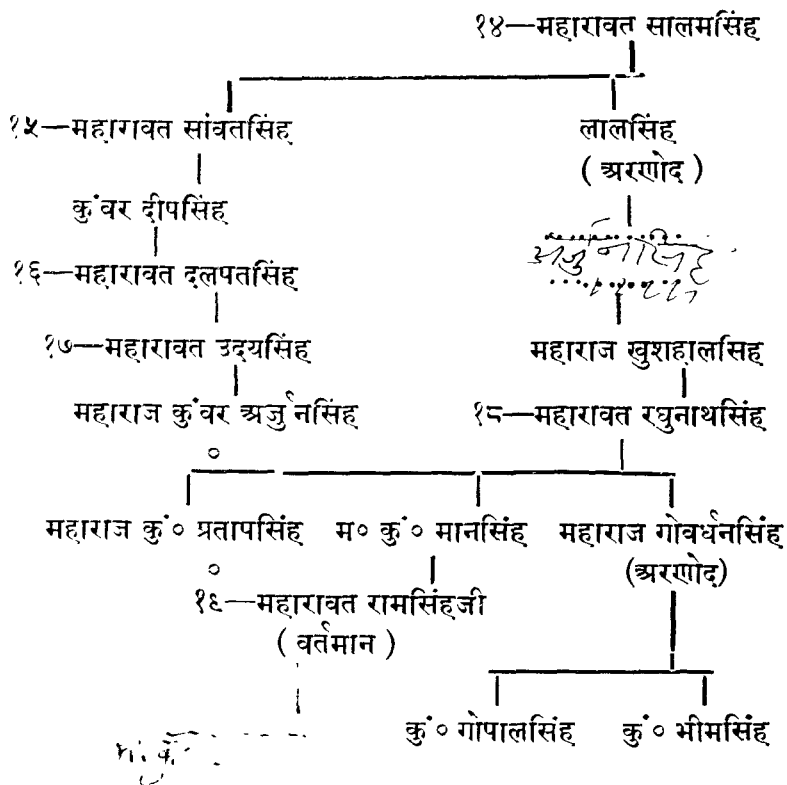 १४—महारावत सालमसिंह
१५—महारावत सांवतसिंह लालसिंह
( अरणोद )
कुंवर दीपसिंह
१६—महारावत दलपतसिंह अर्जुनसिंह
१७—महारावत उदयसिंह महाराज खुशहालसिंह
महाराज कुंवर अर्जुनसिंह १८—महारावत रघुनाथसिंह
०
महाराज कुं० प्रतापसिंह म० कुं० मानसिंह महाराज गोवर्धनसिंह
० (अरणोद)
१९—महारावत रामसिंहजी
( वर्तमान )
कुं० गोपालसिंह कुं० भीमसिंह